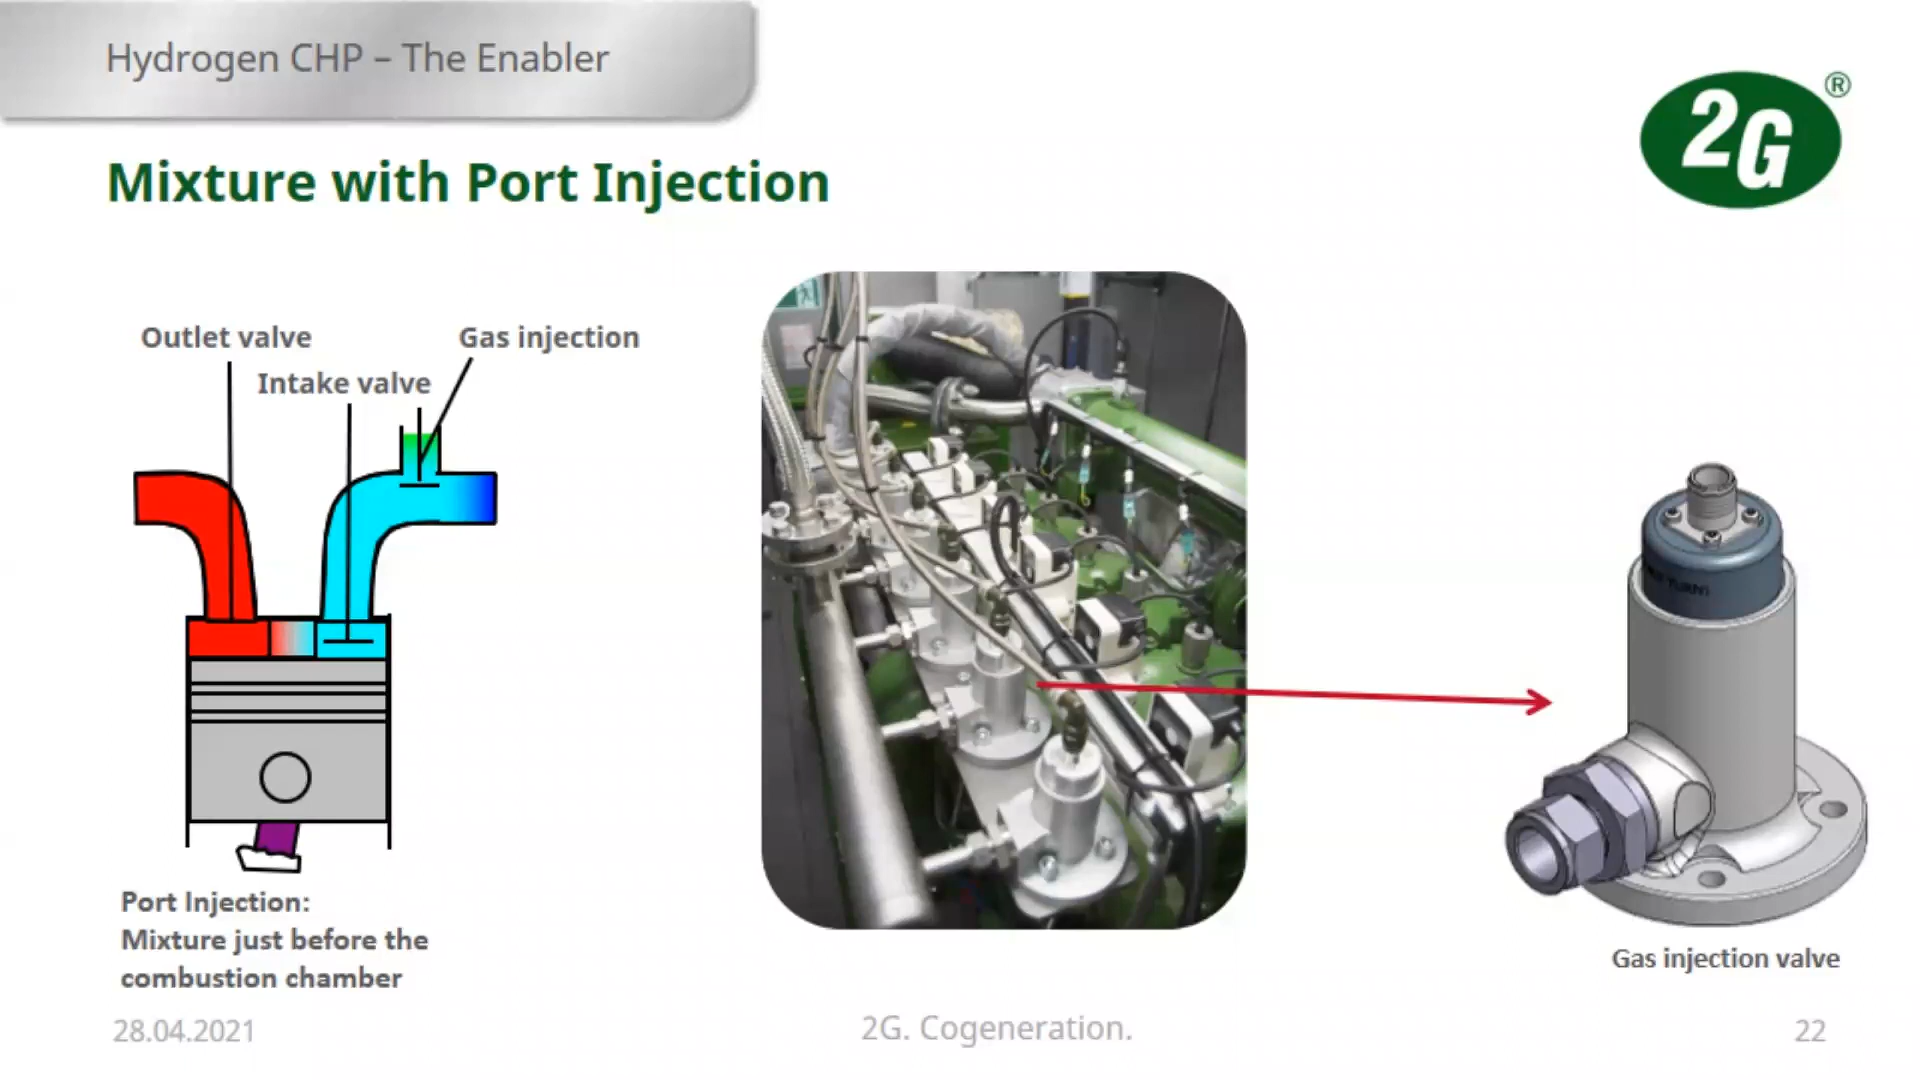 Hydrogen CHP – The Enabler
2G®
Mixture with Port Injection
Outlet valve
Gas injection
Intake valve
Port Injection:
Mixture just before the
combustion chamber
Gas injection valve
28.04.2021
2G. Cogeneration.
22